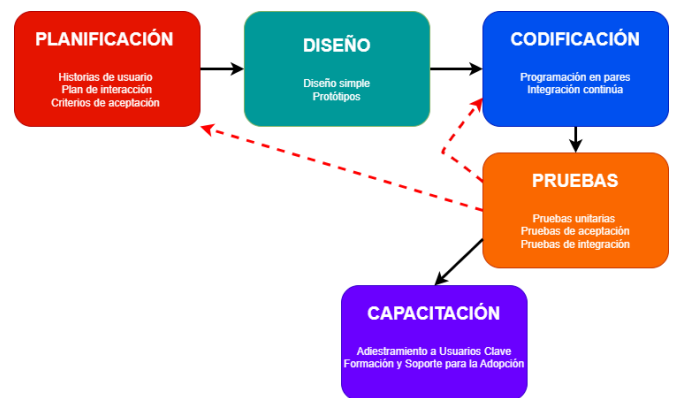 PLANIFICACIÓN
Historias de usuario
Plan de interacción
Criterios de aceptación
DISEÑO
Diseño simple
Protótipos
CODIFICACIÓN
Programación en pares
Integración continúa
PRUEBAS
Pruebas unitarias
Pruebas de aceptación
Pruebas de integración
CAPACITACIÓN
Adiestramiento a Usuarios Clave
Formación y Soporte para la Adopción